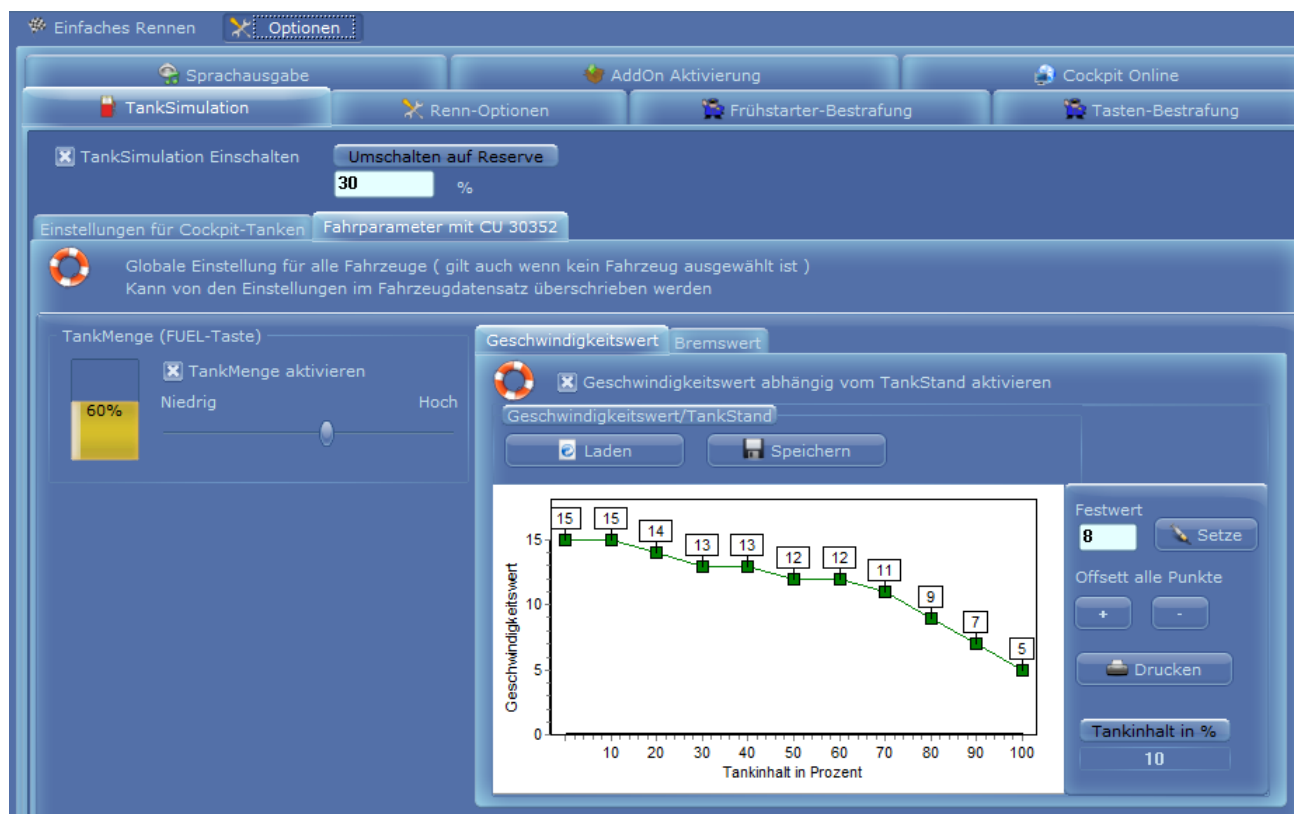 Einfaches Rennen Optionen
Sprachausgabe AddOn Aktivierung Cockpit Online
TankSimulation Renn-Optionen Frühstarter-Bestrafung Tasten-Bestrafung
TankSimulation Einschalten Umschalten auf Reserve
30 %
Einstellungen für Cockpit-Tanken Fahrparameter mit CU 30352
Globale Einstellung für alle Fahrzeuge ( gilt auch wenn kein Fahrzeug ausgewählt ist )
Kann von den Einstellungen im Fahrzeugdatensatz überschrieben werden
TankMenge (FUEL-Taste)
TankMenge aktivieren
Niedrig Hoch
60%
Geschwindigkeitswert Bremswert
Geschwindigkeitswert abhängig vom TankStand aktivieren
Geschwindigkeitswert/TankStand
Laden Speichern
15 15 14 13 13 12 12 11 9 7 5
15
10
5
0
Geschwindigkeitswert
10 20 30 40 50 60 70 80 90 100
Tankinhalt in Prozent
Festwert
8 Setze
Offsett alle Punkte
+ -
Drucken
Tankinhalt in %
10